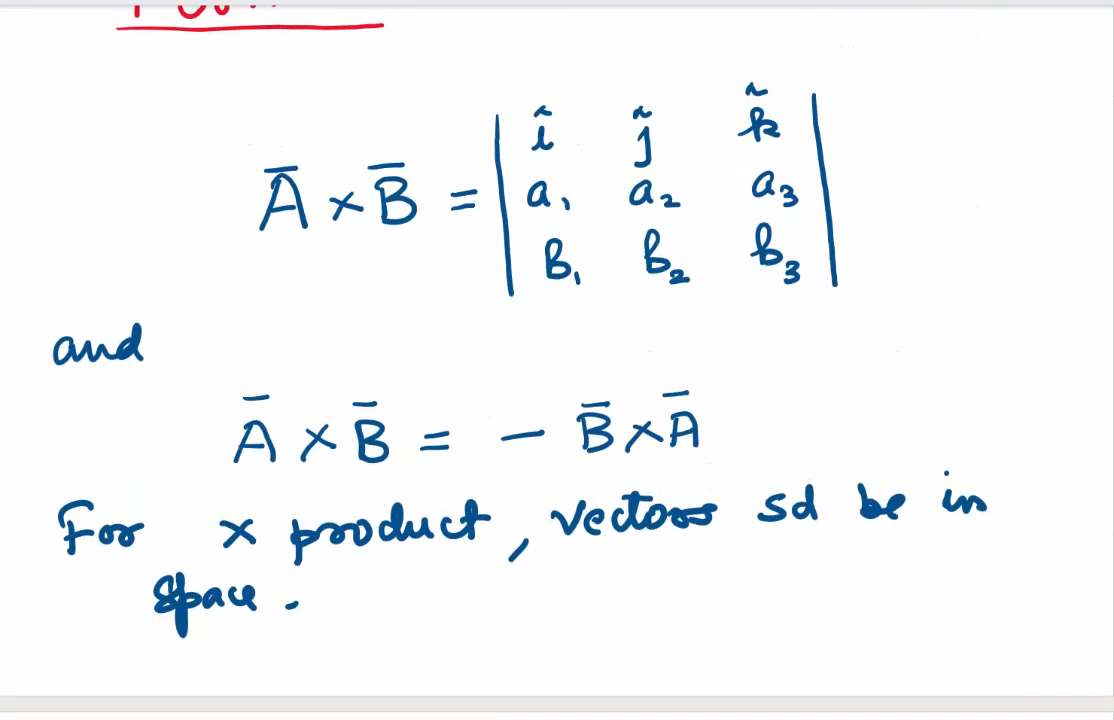 A̅ × B̅ = | î j̃ k̃ |
| a₁ a₂ a₃ |
| B₁ b₂ b₃ |
and
A̅ × B̅ = - B̅ × A̅
For × product, vectors sd be in
space.